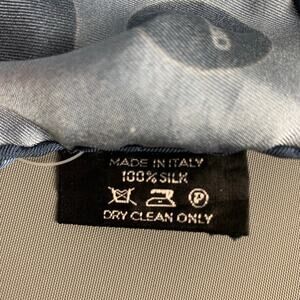 MADE IN ITALY
100% SILK
P
DRY CLEAN ONLY